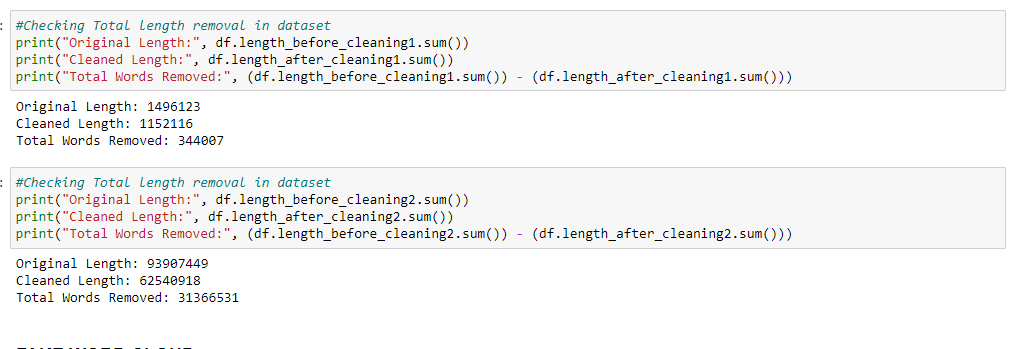 : #Checking Total length removal in dataset
print("Original Length:", df.length_before_cleaning1.sum())
print("Cleaned Length:", df.length_after_cleaning1.sum())
print("Total Words Removed:", (df.length_before_cleaning1.sum()) - (df.length_after_cleaning1.sum()))
Original Length: 1496123
Cleaned Length: 1152116
Total Words Removed: 344007
: #Checking Total length removal in dataset
print("Original Length:", df.length_before_cleaning2.sum())
print("Cleaned Length:", df.length_after_cleaning2.sum())
print("Total Words Removed:", (df.length_before_cleaning2.sum()) - (df.length_after_cleaning2.sum()))
Original Length: 93907449
Cleaned Length: 62540918
Total Words Removed: 31366531